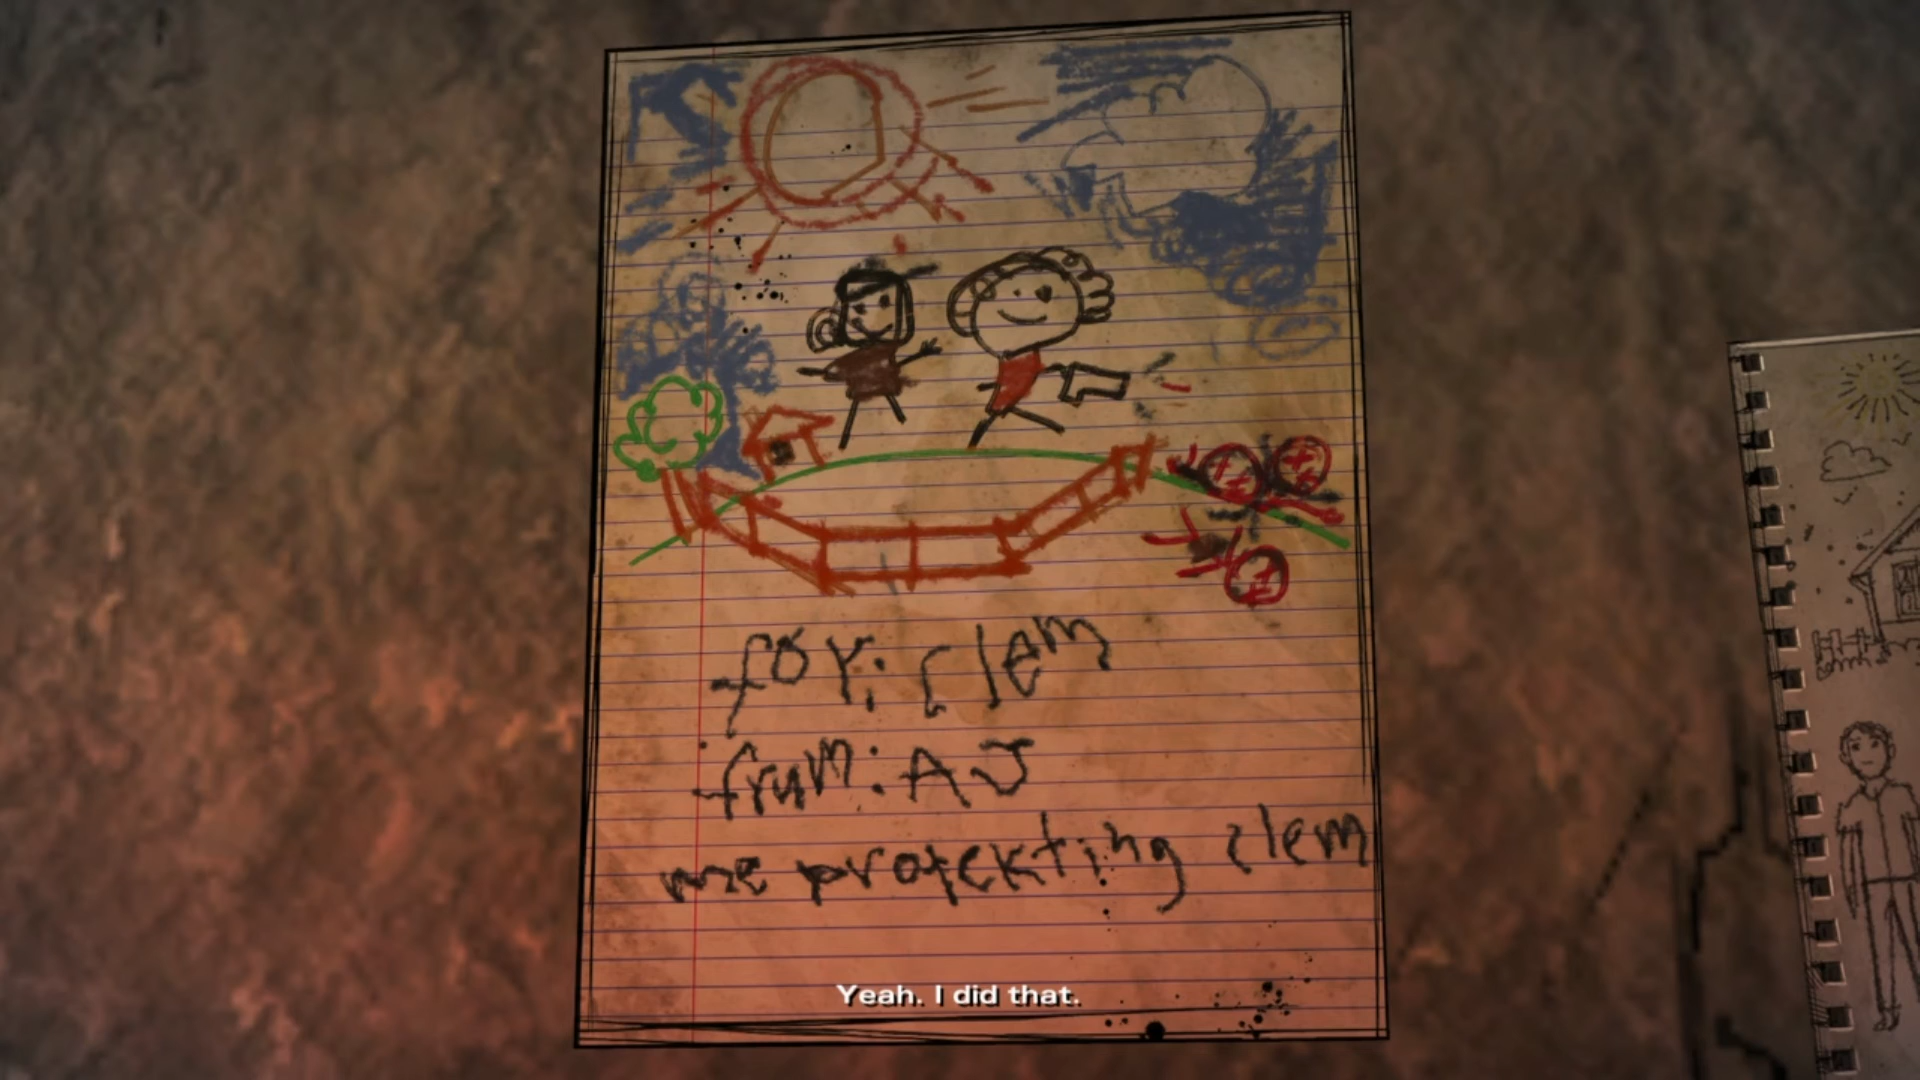 for: clem
frum: AJ
me protekting clem
Yeah. I did that.